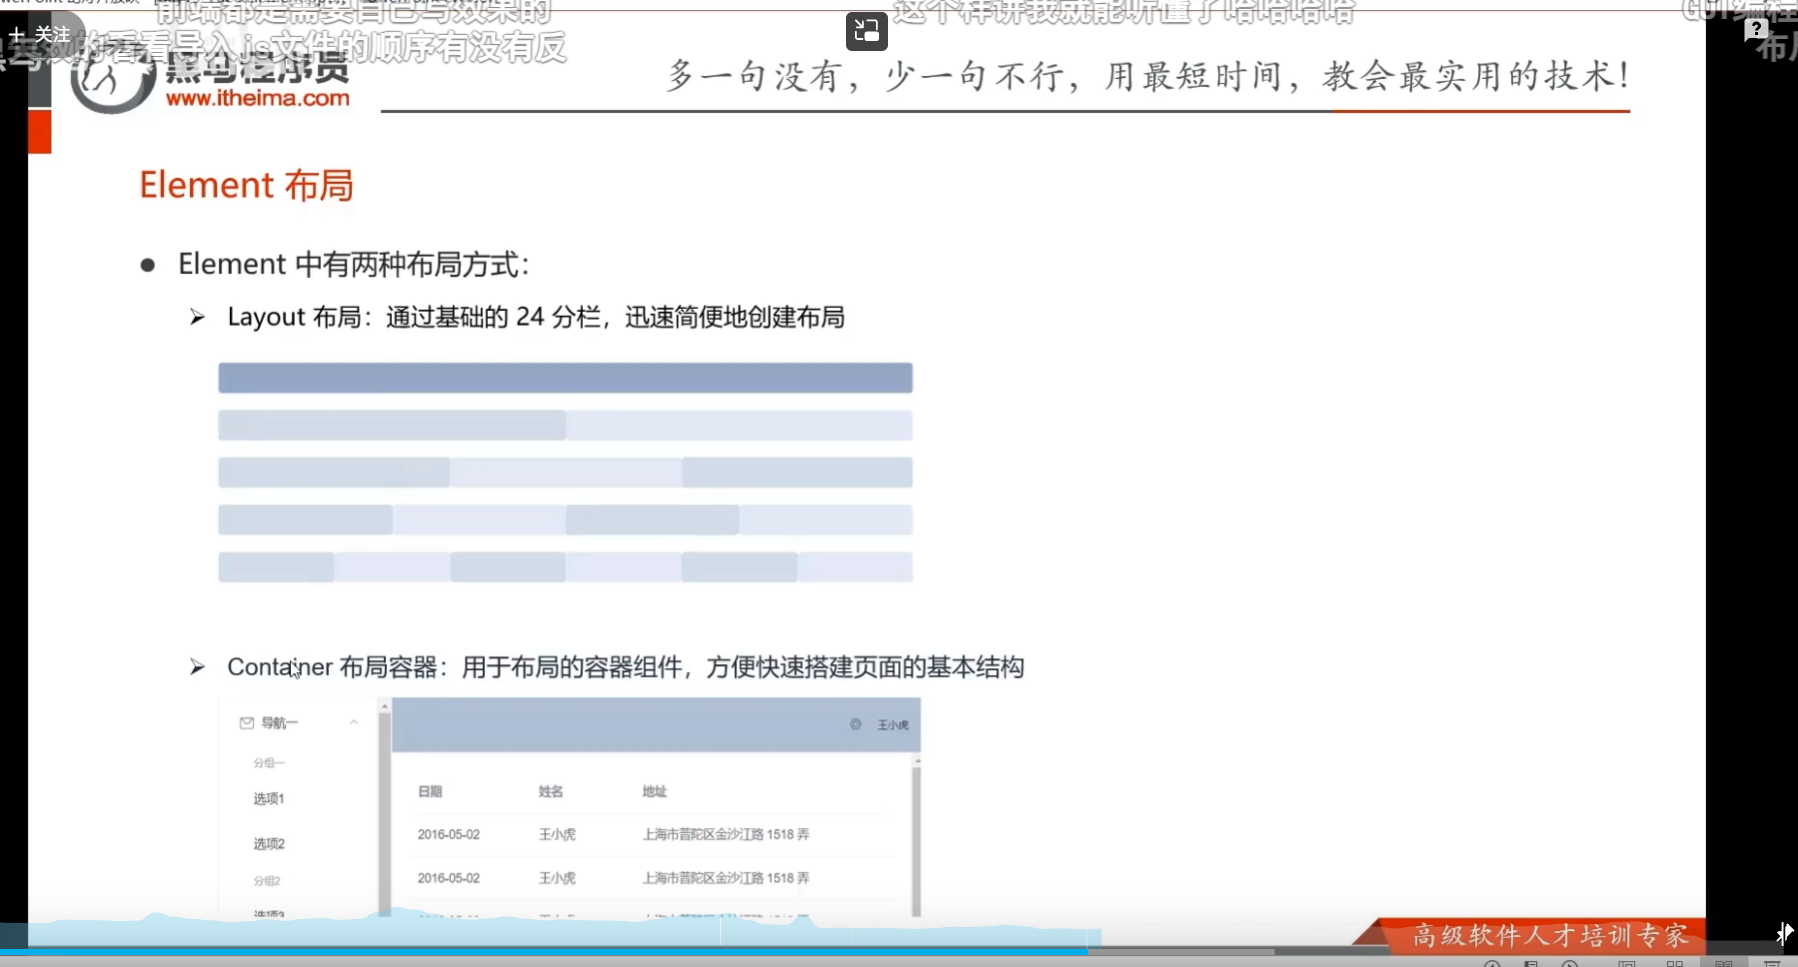 前端都是需要自己写效果的
这个样讲我就能听懂了哈哈哈哈
+ 关注
的看看导入js文件的顺序有没有反
黑马程序员
www.itheima.com
多一句没有，少一句不行，用最短时间，教会最实用的技术！
Element 布局
● Element 中有两种布局方式：
➢ Layout 布局：通过基础的 24 分栏，迅速简便地创建布局
➢ Container 布局容器：用于布局的容器组件，方便快速搭建页面的基本结构
导航一
王小虎
分组一
选项1
选项2
分组2
选项3
日期 姓名 地址
2016-05-02 王小虎 上海市普陀区金沙江路 1518 弄
2016-05-02 王小虎 上海市普陀区金沙江路 1518 弄
高级软件人才培训专家